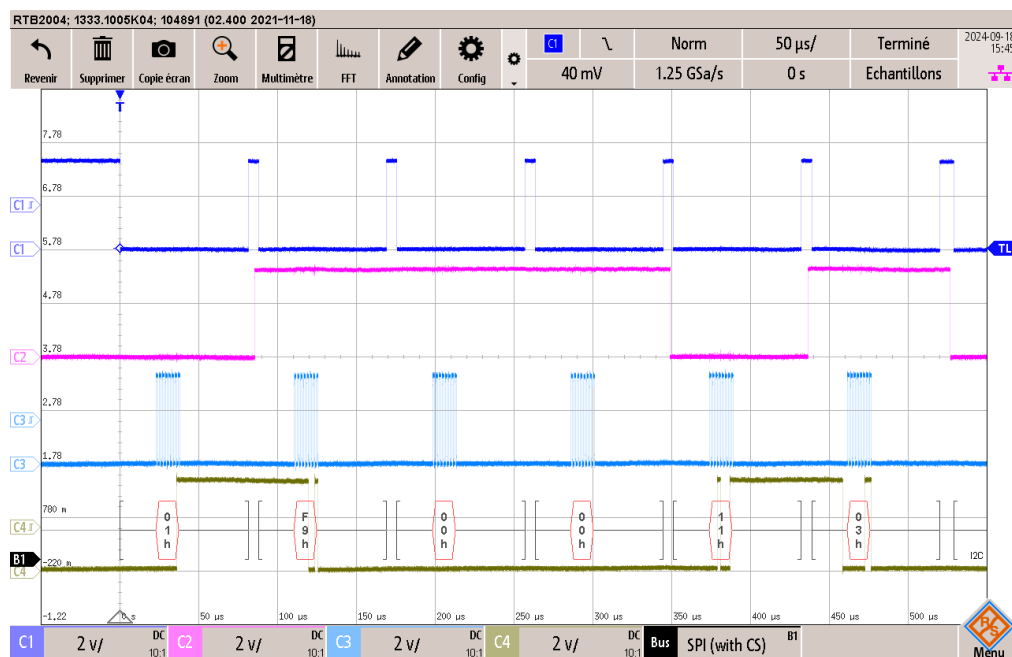 RTB2004; 1333.1005K04; 104891 (02.400 2021-11-18)
Revenir Supprimer Copie écran Zoom Multimètre FFT Annotation Config
C1 Norm 50 µs/ Terminé
40 mV 1.25 GSa/s 0 s Echantillons
2024-09-18
15:45
T
7.78
6.78
C1
C1 5.78 TL
4.78
C2 3.78
2.78
C3
C3 1.78
780 m
C4
01h F9h 00h 00h 11h 03h
B1 -220 m I2C
C4
-1.22 0 s 50 µs 100 µs 150 µs 200 µs 250 µs 300 µs 350 µs 400 µs 450 µs 500 µs
C1 2 V/ DC 10:1 C2 2 V/ DC 10:1 C3 2 V/ DC 10:1 C4 2 V/ DC 10:1 Bus SPI (with CS) B1
R&S
Menu